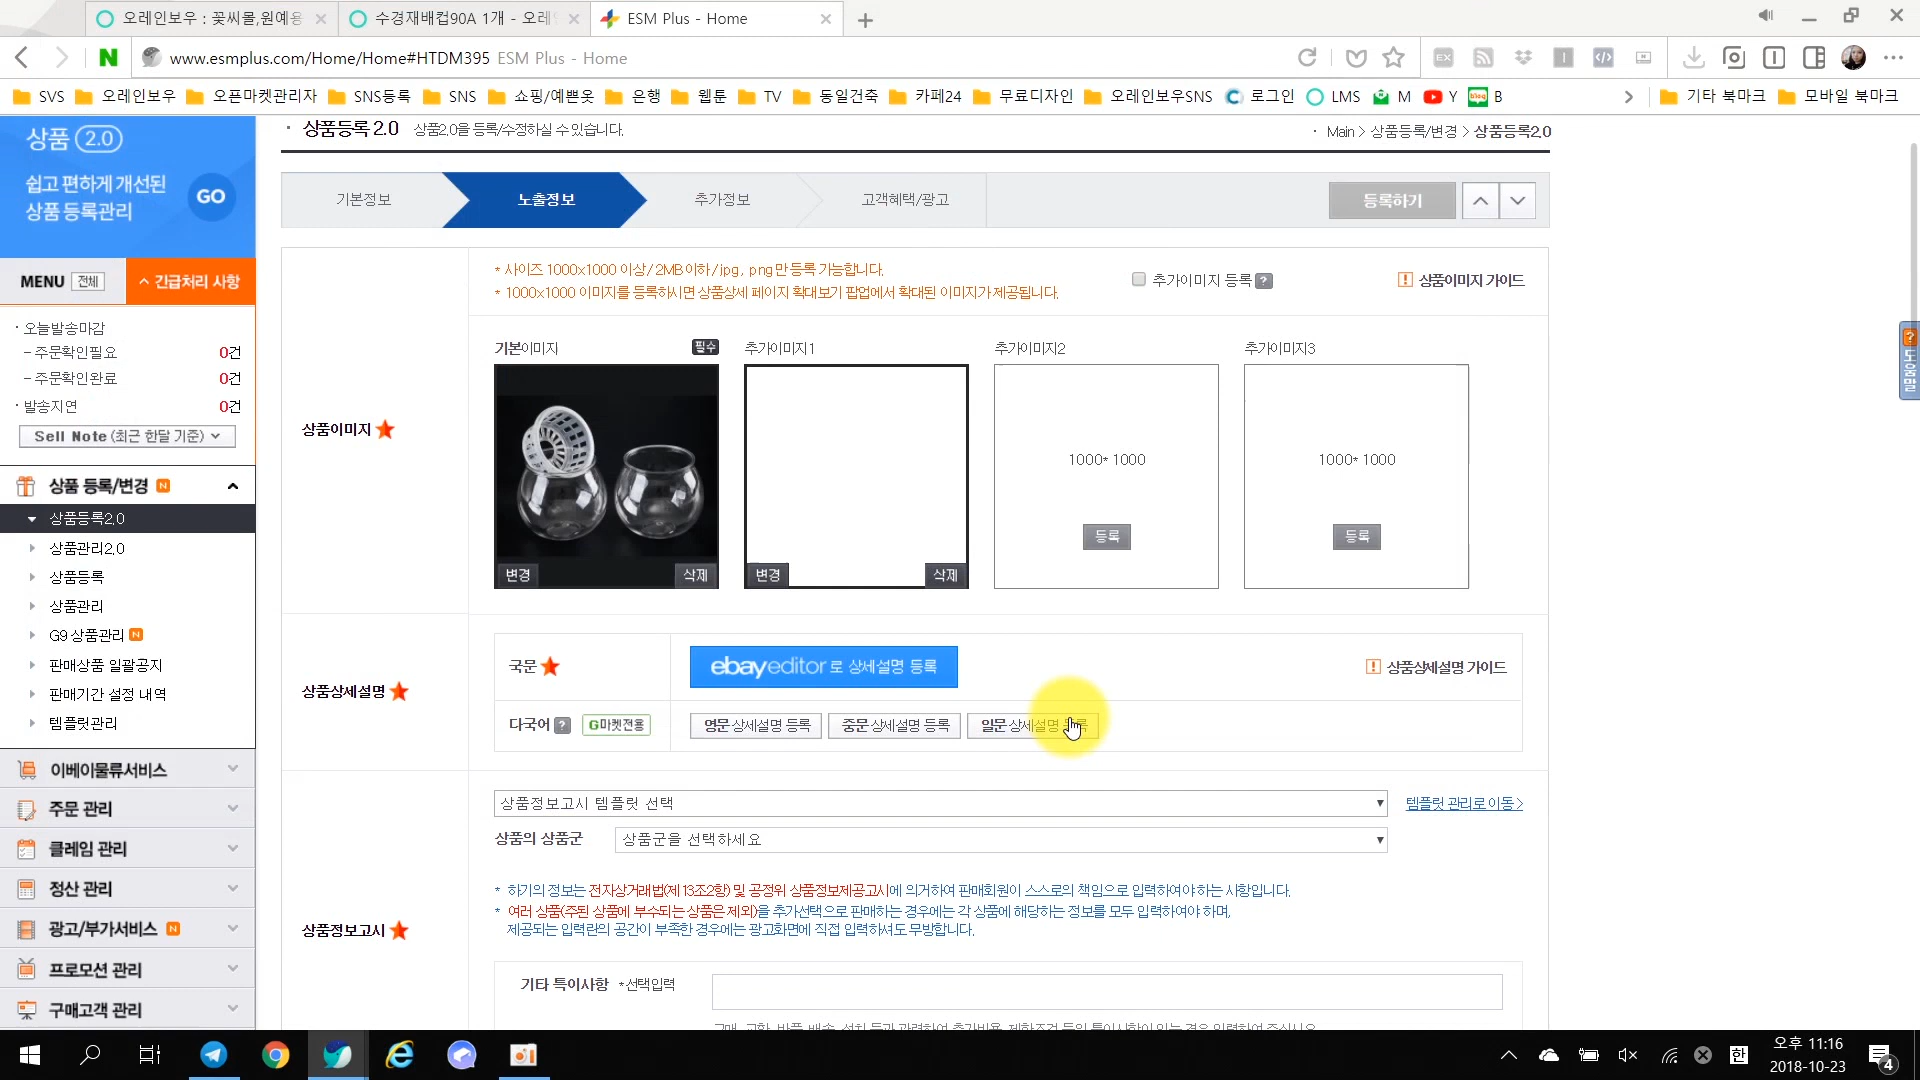 오레인보우 : 꽃씨몰,원예용
수경재배컵90A 1개 - 오레인
ESM Plus - Home
www.esmplus.com/Home/Home#HTDM395 ESM Plus - Home
SVS 오레인보우 오픈마켓관리자 SNS등록 SNS 쇼핑/예쁜옷 은행 웹툰 TV 동일건축 카페24 무료디자인 오레인보우SNS 로그인 LMS M Y B 기타 북마크 모바일 북마크
상품 2.0
쉽고 편하게 개선된
상품 등록관리
GO
MENU 전체
긴급처리 사항
· 오늘발송마감
- 주문확인필요 0건
- 주문확인완료 0건
· 발송지연 0건
Sell Note (최근 한달 기준)
상품 등록/변경 N
상품등록2.0
상품관리2.0
상품등록
상품관리
G9 상품관리 N
판매상품 일괄공지
판매기간 설정 내역
템플릿관리
이베이물류서비스
주문 관리
클레임 관리
정산 관리
광고/부가서비스 N
프로모션 관리
구매고객 관리
· 상품등록 2.0 상품2.0을 등록/수정하실 수 있습니다.
· Main > 상품등록/변경 > 상품등록2.0
기본정보
노출정보
추가정보
고객혜택/광고
등록하기
상품이미지
* 사이즈 1000x1000 이상 / 2MB이하 / jpg, png만 등록 가능합니다.
* 1000x1000 이미지를 등록하시면 상품상세 페이지 확대보기 팝업에서 확대된 이미지가 제공됩니다.
추가이미지 등록 ?
! 상품이미지 가이드
기본이미지 필수
추가이미지1
추가이미지2
추가이미지3
1000* 1000
1000* 1000
등록
등록
변경 삭제
변경 삭제
상품상세설명
국문
ebayeditor 로 상세설명 등록
! 상품상세설명 가이드
다국어 ? G마켓전용
영문 상세설명 등록
중문 상세설명 등록
일문 상세설명 등록
상품정보고시
상품정보고시 템플릿 선택
템플릿 관리로 이동>
상품의 상품군
상품군을 선택하세요
* 하기의 정보는 전자상거래법(제13조2항) 및 공정위 상품정보제공고시에 의거하여 판매회원이 스스로의 책임으로 입력하여야 하는 사항입니다.
* 여러 상품(주된 상품에 부수되는 상품은 제외)을 추가선택으로 판매하는 경우에는 각 상품에 해당하는 정보를 모두 입력하여야 하며,
제공되는 입력란의 공간이 부족한 경우에는 광고화면에 직접 입력하셔도 무방합니다.
기타 특이사항 *선택입력
? 도움말
한
오후 11:16
2018-10-23
4